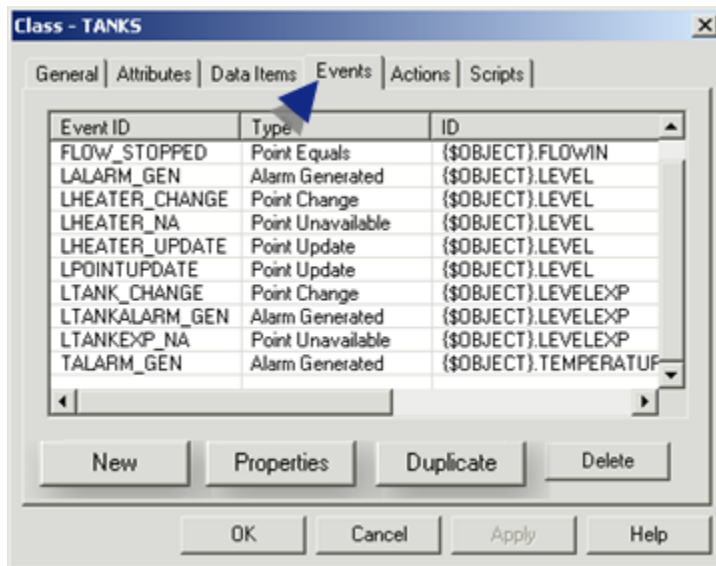 Class - TANKS
General Attributes Data Items Events Actions Scripts
Event ID Type ID
FLOW_STOPPED Point Equals {$OBJECT}.FLOWIN
LALARM_GEN Alarm Generated {$OBJECT}.LEVEL
LHEATER_CHANGE Point Change {$OBJECT}.LEVEL
LHEATER_NA Point Unavailable {$OBJECT}.LEVEL
LHEATER_UPDATE Point Update {$OBJECT}.LEVEL
LPOINTUPDATE Point Update {$OBJECT}.LEVEL
LTANK_CHANGE Point Change {$OBJECT}.LEVELEXP
LTANKALARM_GEN Alarm Generated {$OBJECT}.LEVELEXP
LTANKEXP_NA Point Unavailable {$OBJECT}.LEVELEXP
TALARM_GEN Alarm Generated {$OBJECT}.TEMPERATUR
New Properties Duplicate Delete
OK Cancel Apply Help